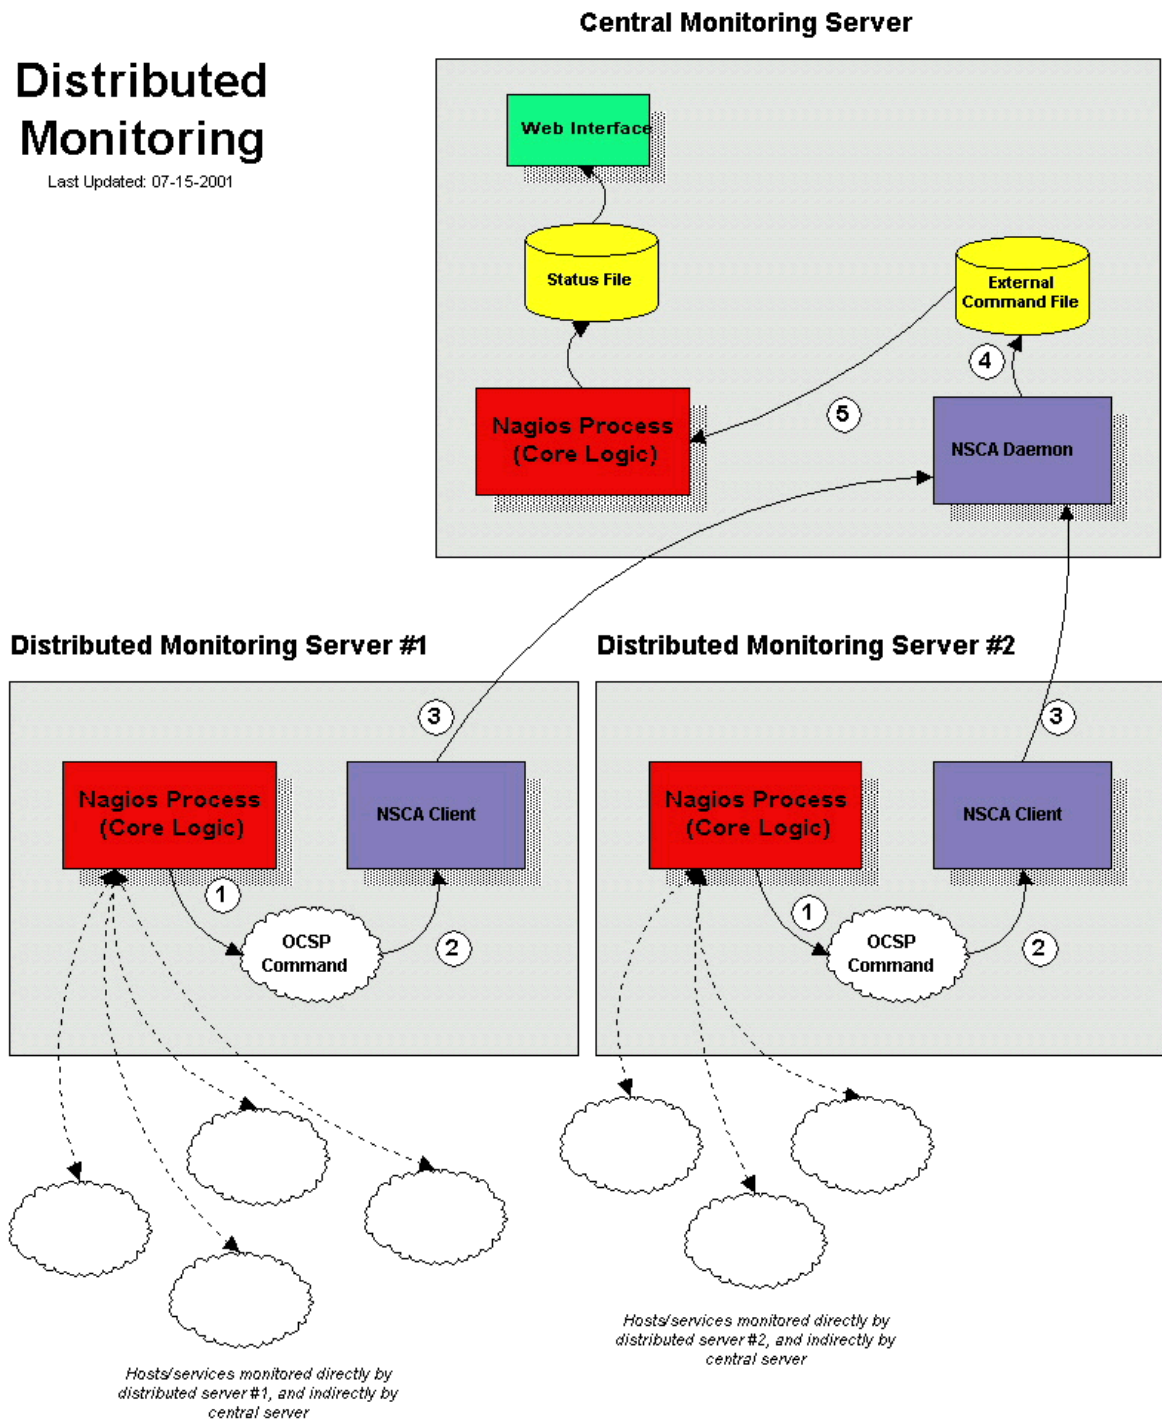 Central Monitoring Server
Distributed
Monitoring
Last Updated: 07-15-2001
Web Interface
Status File
External
Command File
4
5
Nagios Process
(Core Logic)
NSCA Daemon
Distributed Monitoring Server #1
Distributed Monitoring Server #2
3
Nagios Process
(Core Logic)
NSCA Client
1
OCSP
Command
2
3
Nagios Process
(Core Logic)
NSCA Client
1
OCSP
Command
2
Hosts/services monitored directly by
distributed server #1, and indirectly by
central server
Hosts/services monitored directly by
distributed server #2, and indirectly by
central server